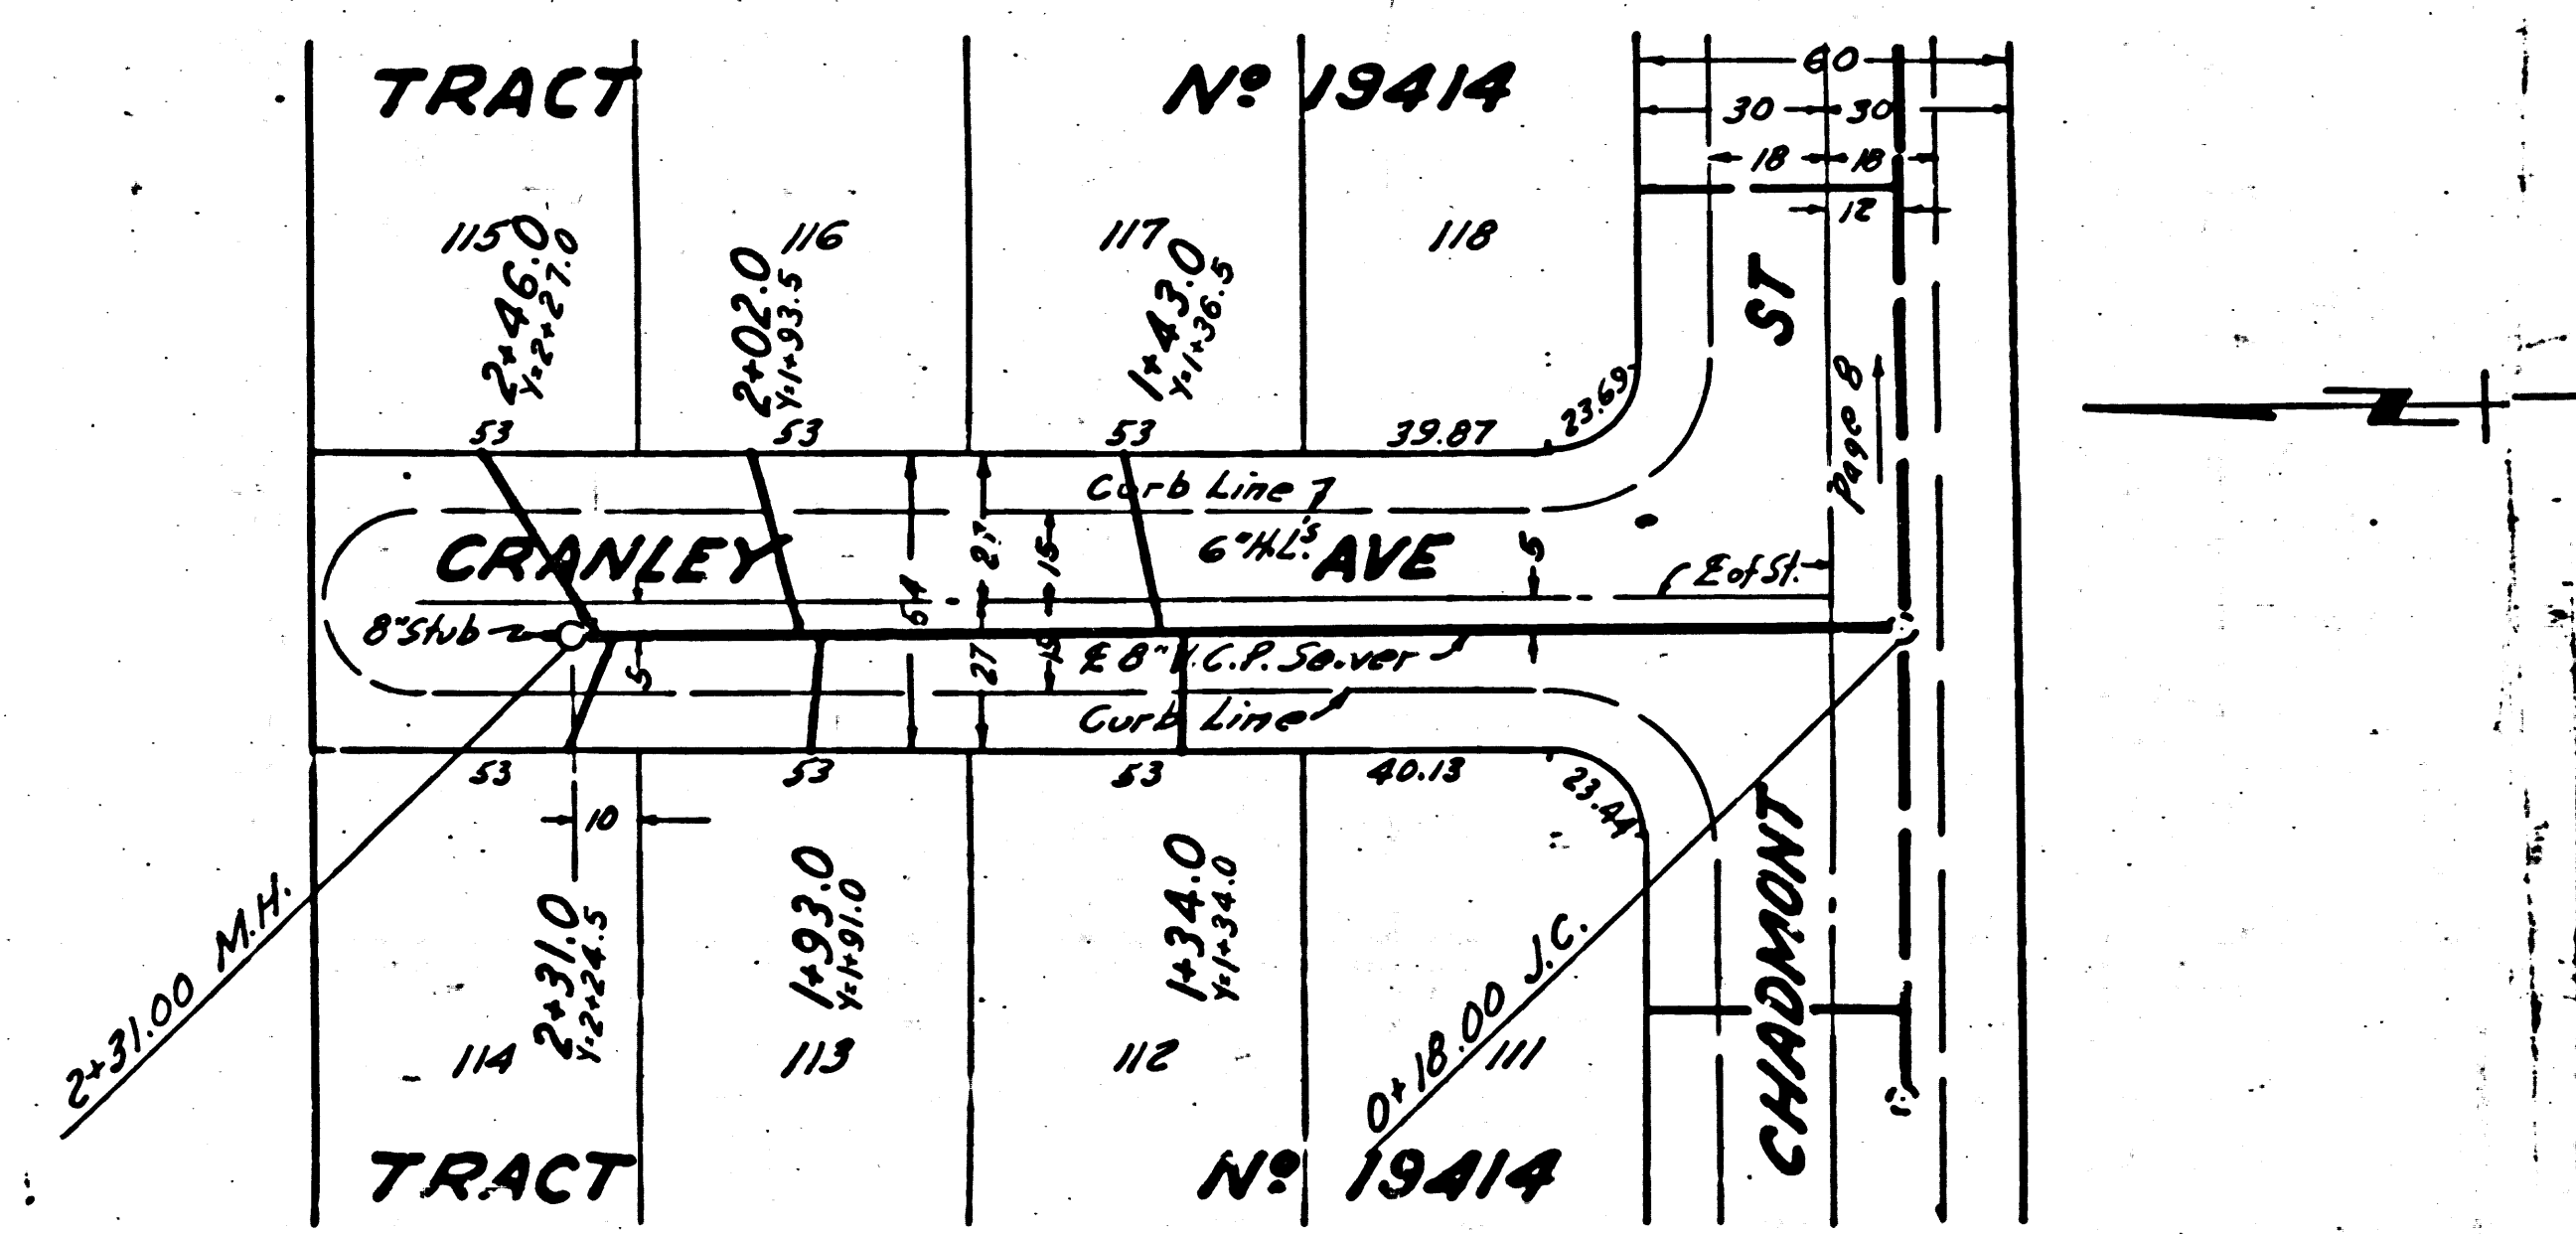 TRACT Nº 19414
60
30 30
18 18
12
115 116 117 118
2+46.0
Y=2+27.0
2+02.0
Y=1+93.5
1+43.0
Y=1+36.5
ST
Page 8
53 53 53 39.87 23.69
Curb Line
CRANLEY AVE
6"H.L.'s
℄ of St.
54
27
15
5
8"Stub
℄ 8" V.C.P. Sewer
5
27
15
Curb Line
53 53 53 40.13 23.44
10
2+31.00 M.H.
2+31.0
Y=2+24.5
1+93.0
Y=1+91.0
1+34.0
Y=1+34.0
0+18.00 J.C.
CHADMONT
114 113 112 111
TRACT Nº 19414